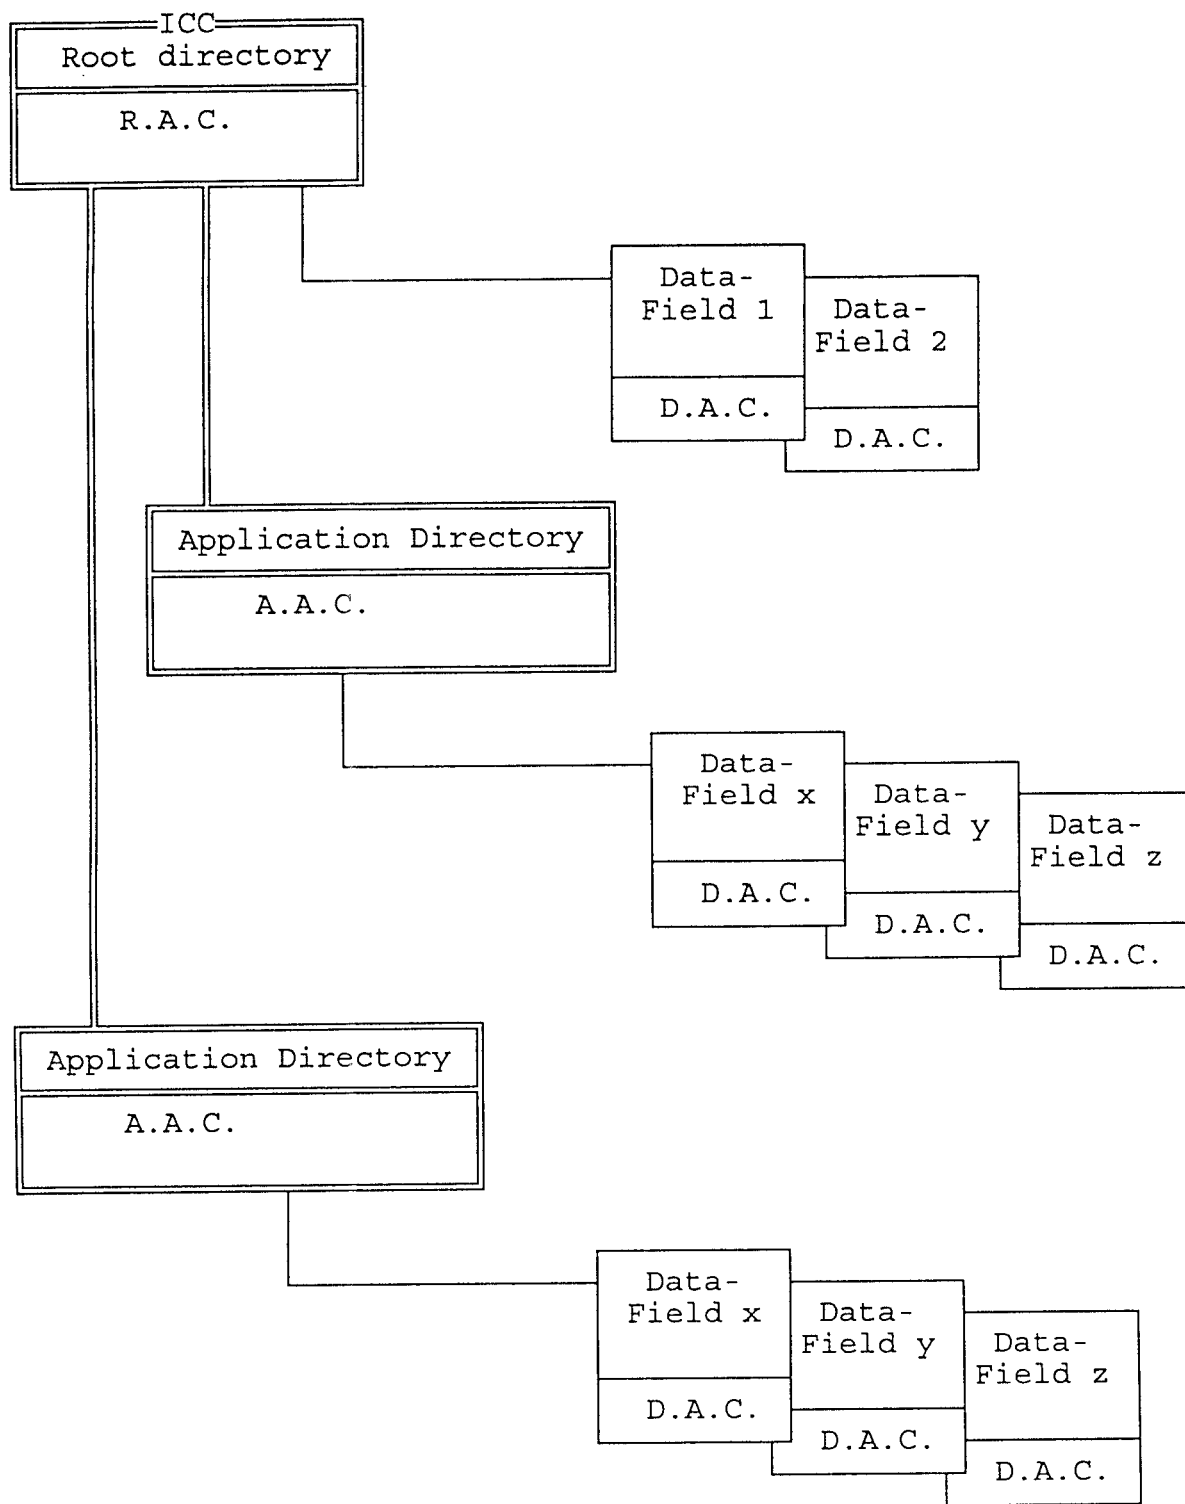 ICC
Root directory
R.A.C.
Data-
Field 1
D.A.C.
Data-
Field 2
D.A.C.
Application Directory
A.A.C.
Data-
Field x
D.A.C.
Data-
Field y
D.A.C.
Data-
Field z
D.A.C.
Application Directory
A.A.C.
Data-
Field x
D.A.C.
Data-
Field y
D.A.C.
Data-
Field z
D.A.C.